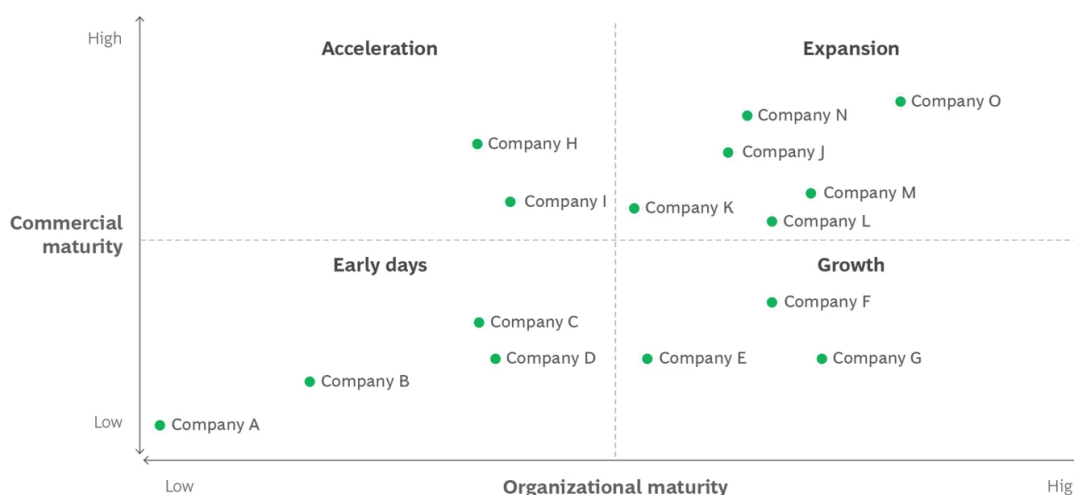 High
Acceleration
Expansion
Company O
Company N
Company H
Company J
Company M
Company I
Company K
Company L
Commercial
maturity
Early days
Growth
Company F
Company C
Company D
Company E
Company G
Company B
Low
Company A
Low
Organizational maturity
Hig